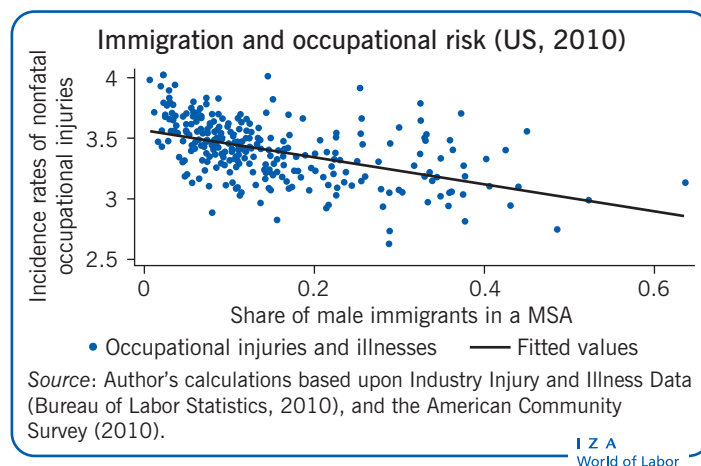 Immigration and occupational risk (US, 2010)
Incidence rates of nonfatal
occupational injuries
4
3.5
3
2.5
0
0.2
0.4
0.6
Share of male immigrants in a MSA
Occupational injuries and illnesses
Fitted values
Source: Author's calculations based upon Industry Injury and Illness Data
(Bureau of Labor Statistics, 2010), and the American Community
Survey (2010).
I Z A
World of Labor